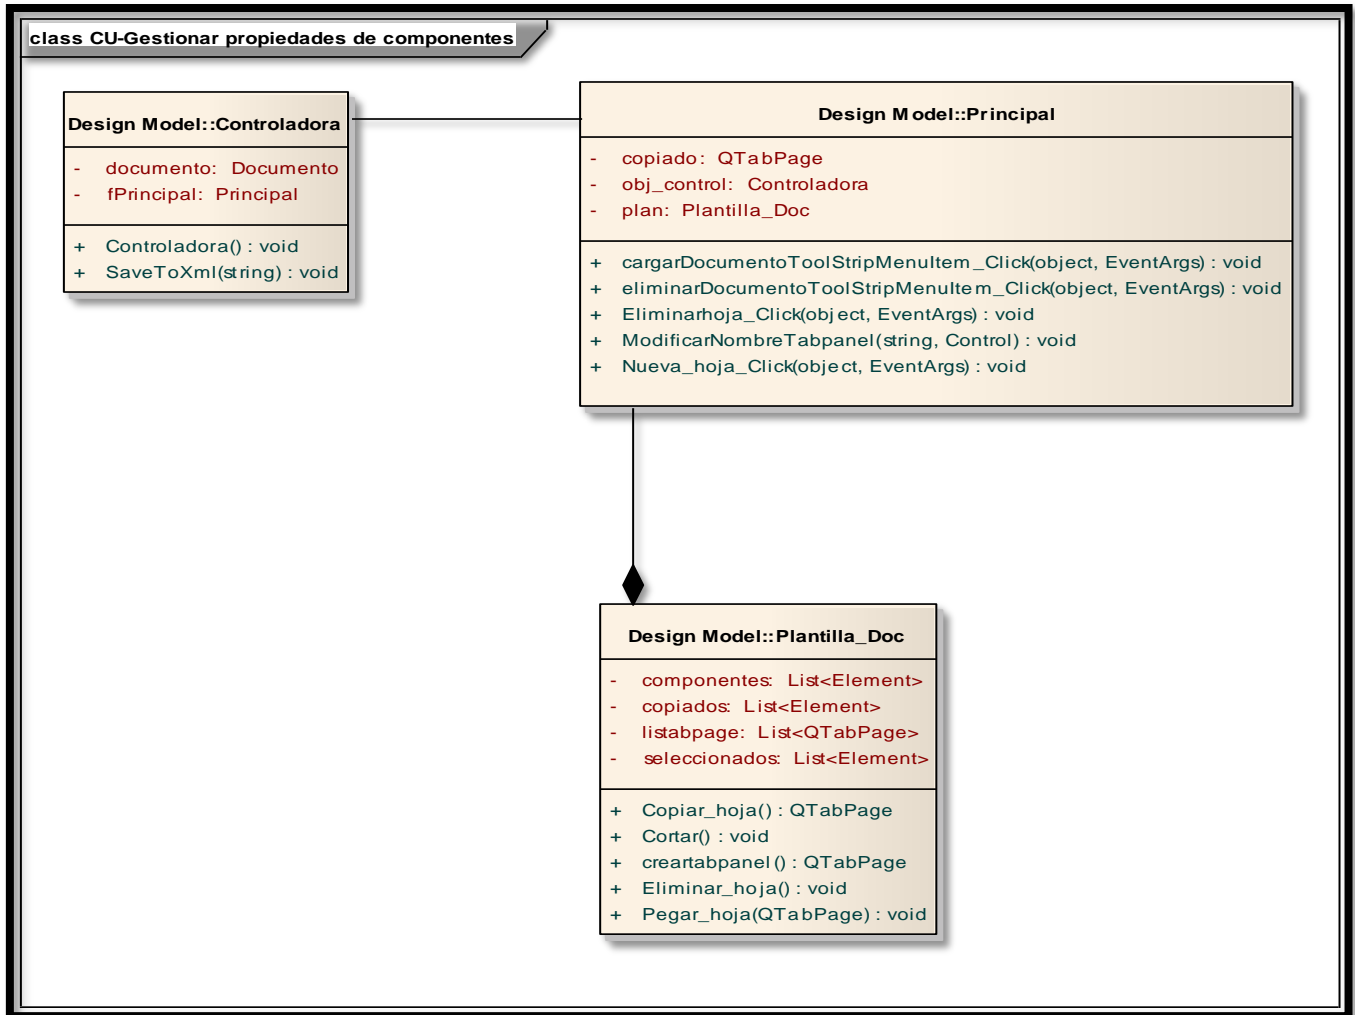 class CU-Gestionar propiedades de componentes
Design Model::Controladora
- documento: Documento
- fPrincipal: Principal
+ Controladora() : void
+ SaveToXml(string) : void
Design Model::Principal
- copiado: QTabPage
- obj_control: Controladora
- plan: Plantilla_Doc
+ cargarDocumentoToolStripMenuItem_Click(object, EventArgs) : void
+ eliminarDocumentoToolStripMenuItem_Click(object, EventArgs) : void
+ Eliminarhoja_Click(object, EventArgs) : void
+ ModificarNombreTabpanel(string, Control) : void
+ Nueva_hoja_Click(object, EventArgs) : void
Design Model::Plantilla_Doc
- componentes: List<Element>
- copiados: List<Element>
- listabpage: List<QTabPage>
- seleccionados: List<Element>
+ Copiar_hoja() : QTabPage
+ Cortar() : void
+ creartabpanel() : QTabPage
+ Eliminar_hoja() : void
+ Pegar_hoja(QTabPage) : void